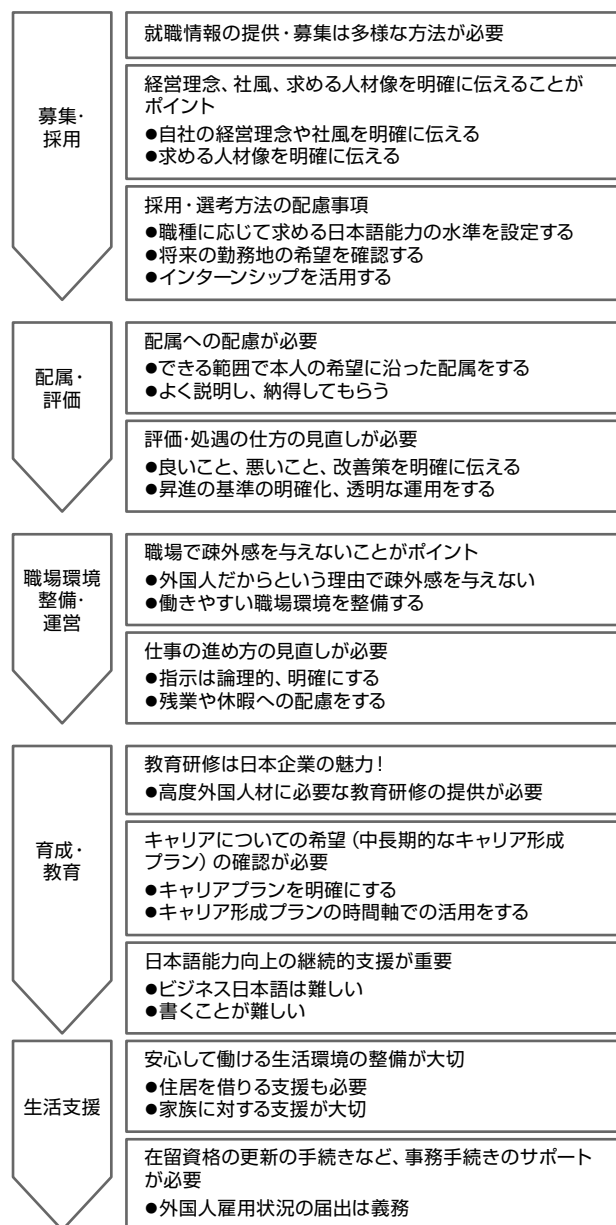 募集・
採用
就職情報の提供・募集は多様な方法が必要
経営理念、社風、求める人材像を明確に伝えることが
ポイント
●自社の経営理念や社風を明確に伝える
●求める人材像を明確に伝える
採用・選考方法の配慮事項
●職種に応じて求める日本語能力の水準を設定する
●将来の勤務地の希望を確認する
●インターンシップを活用する
配属・
評価
配属への配慮が必要
●できる範囲で本人の希望に沿った配属をする
●よく説明し、納得してもらう
評価・処遇の仕方の見直しが必要
●良いこと、悪いこと、改善策を明確に伝える
●昇進の基準の明確化、透明な運用をする
職場環境
整備・
運営
職場で疎外感を与えないことがポイント
●外国人だからという理由で疎外感を与えない
●働きやすい職場環境を整備する
仕事の進め方の見直しが必要
●指示は論理的、明確にする
●残業や休暇への配慮をする
育成・
教育
教育研修は日本企業の魅力!
●高度外国人材に必要な教育研修の提供が必要
キャリアについての希望(中長期的なキャリア形成
プラン)の確認が必要
●キャリアプランを明確にする
●キャリア形成プランの時間軸での活用をする
日本語能力向上の継続的支援が重要
●ビジネス日本語は難しい
●書くことが難しい
生活支援
安心して働ける生活環境の整備が大切
●住居を借りる支援も必要
●家族に対する支援が大切
在留資格の更新の手続きなど、事務手続きのサポート
が必要
●外国人雇用状況の届出は義務